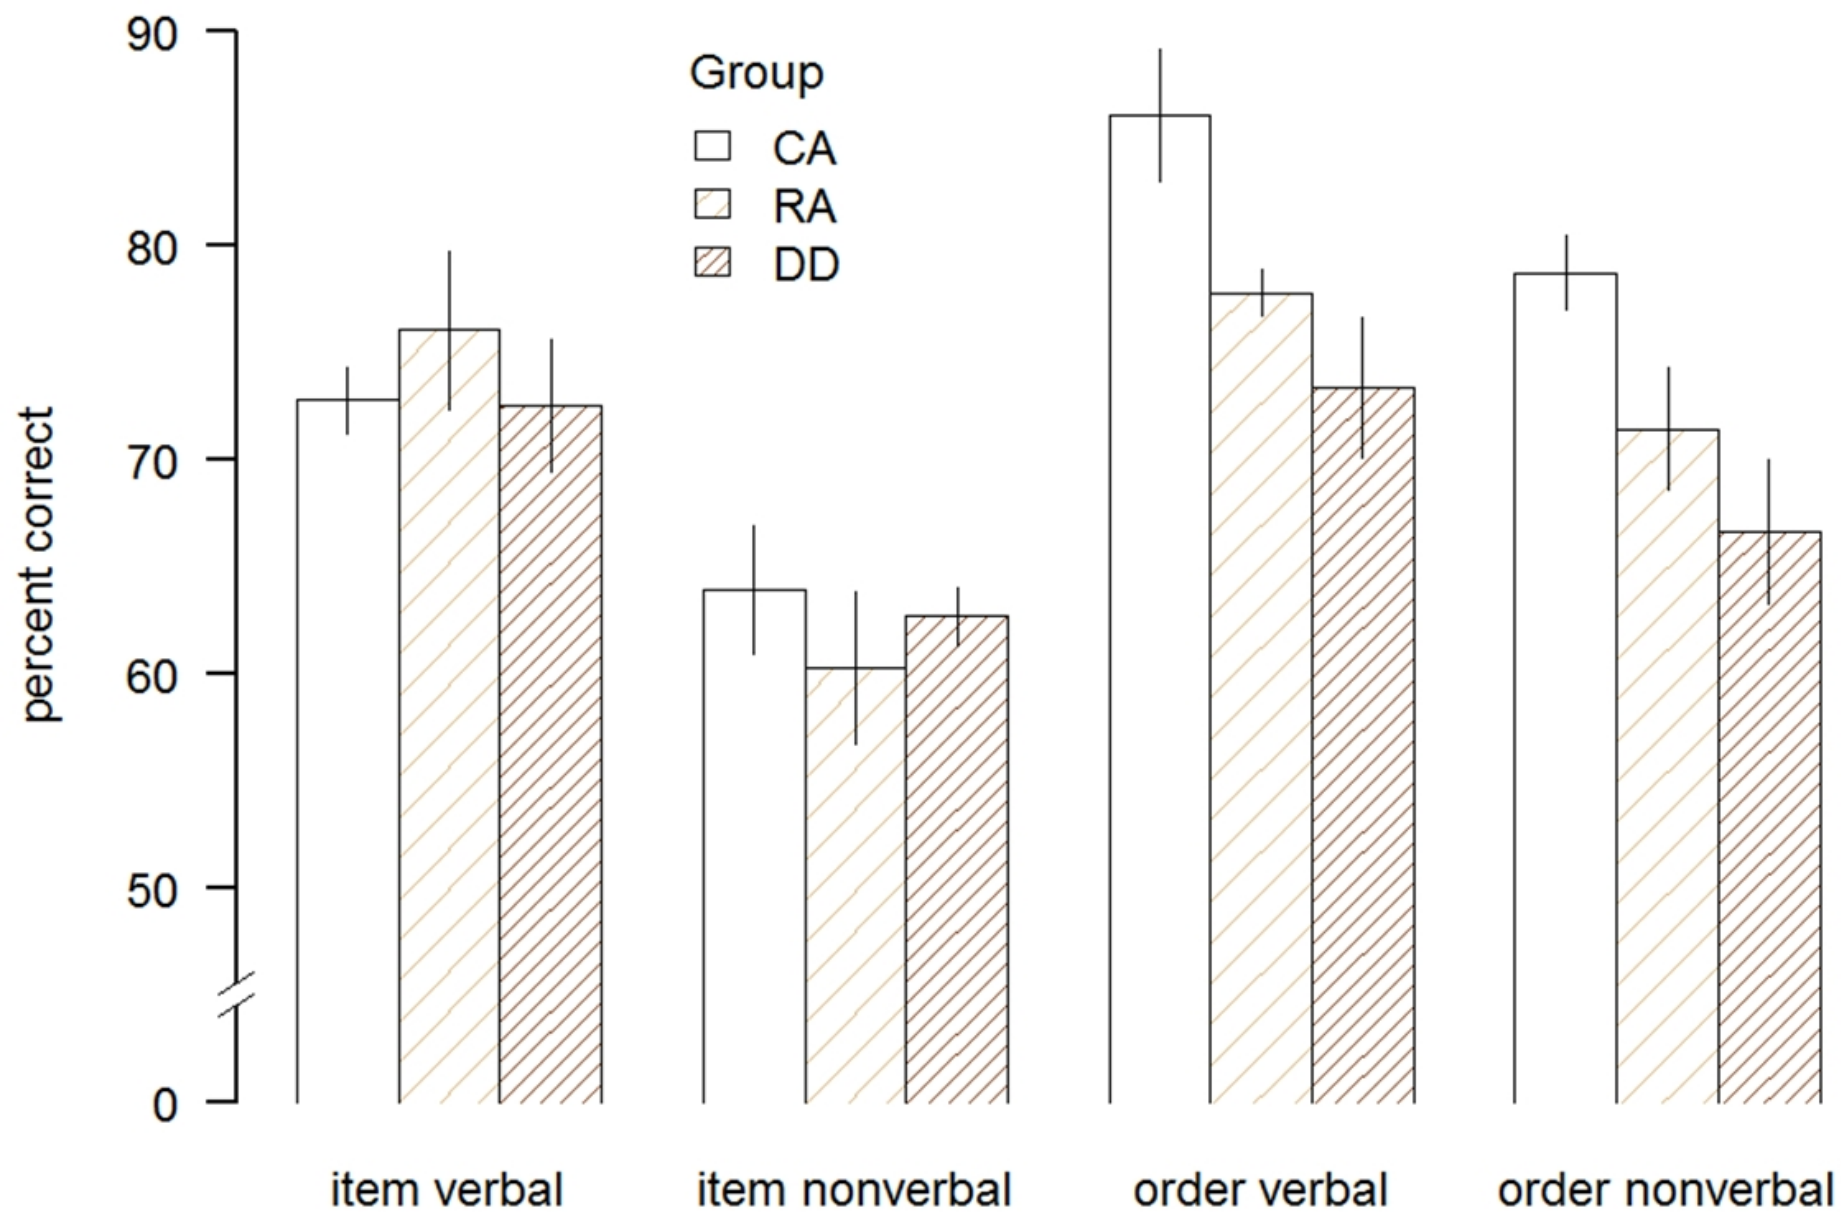 90
80
70
60
50
0
percent correct
Group
CA
RA
DD
item verbal
item nonverbal
order verbal
order nonverbal